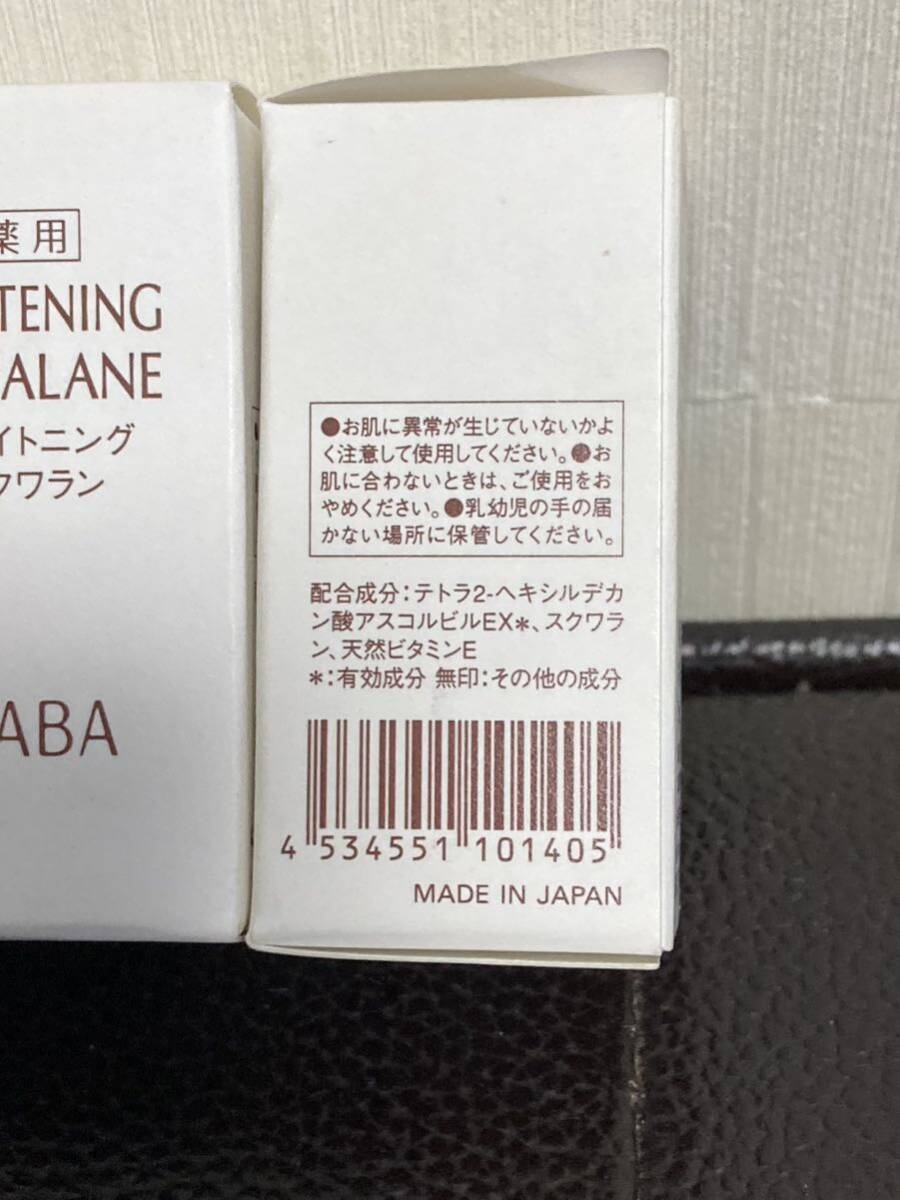 薬用
TENING
ALANE
イトニング
クワラン
ABA
●お肌に異常が生じていないかよ
く注意して使用してください。●お
肌に合わないときは、ご使用をお
やめください。●乳幼児の手の届
かない場所に保管してください。
配合成分：テトラ2-ヘキシルデカ
ン酸アスコルビルEX*、スクワラ
ン、天然ビタミンE
*：有効成分 無印：その他の成分
4 534551 101405
MADE IN JAPAN